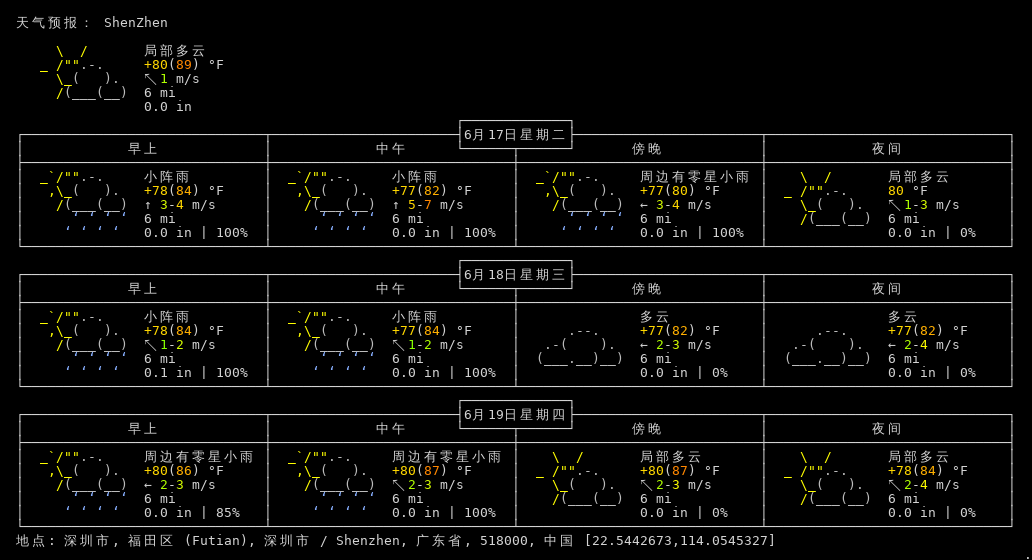 天气预报： ShenZhen
局部多云
+80(89) °F
↖ 1 m/s
6 mi
0.0 in
6月17日星期二
早上 中午 傍晚 夜间
小阵雨 小阵雨 周边有零星小雨 局部多云
+78(84) °F +77(82) °F +77(80) °F 80 °F
↑ 3-4 m/s ↑ 5-7 m/s ← 3-4 m/s ↖ 1-3 m/s
6 mi 6 mi 6 mi 6 mi
0.0 in | 100% 0.0 in | 100% 0.0 in | 100% 0.0 in | 0%
6月18日星期三
早上 中午 傍晚 夜间
小阵雨 小阵雨 多云 多云
+78(84) °F +77(84) °F +77(82) °F +77(82) °F
↖ 1-2 m/s ↖ 1-2 m/s ← 2-3 m/s ← 2-4 m/s
6 mi 6 mi 6 mi 6 mi
0.1 in | 100% 0.0 in | 100% 0.0 in | 0% 0.0 in | 0%
6月19日星期四
早上 中午 傍晚 夜间
周边有零星小雨 周边有零星小雨 局部多云 局部多云
+80(86) °F +80(87) °F +80(87) °F +78(84) °F
← 2-3 m/s ↖ 2-3 m/s ↖ 2-3 m/s ↖ 2-4 m/s
6 mi 6 mi 6 mi 6 mi
0.0 in | 85% 0.0 in | 100% 0.0 in | 0% 0.0 in | 0%
地点: 深圳市, 福田区 (Futian), 深圳市 / Shenzhen, 广东省, 518000, 中国 [22.5442673,114.0545327]